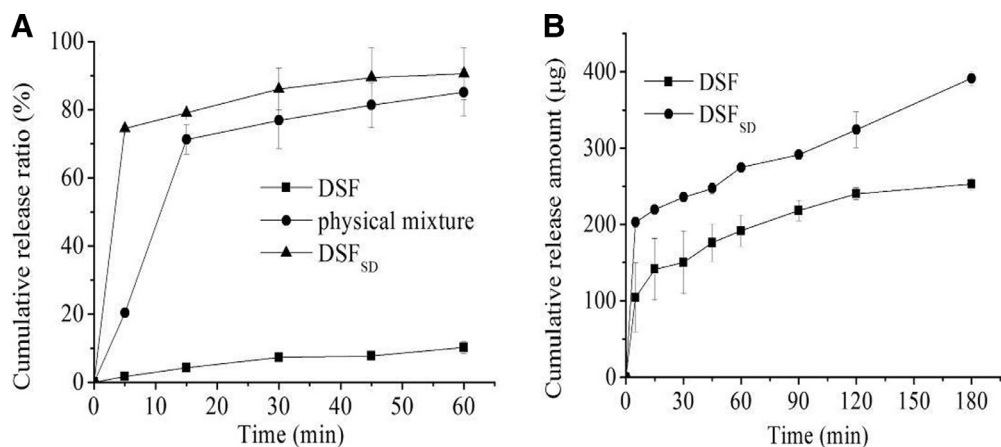 A
100
80
60
40
20
0
0 10 20 30 40 50 60
Cumulative release ratio (%)
Time (min)
DSF
physical mixture
DSFSD
B
400
300
200
100
0
0 30 60 90 120 150 180
Cumulative release amount (μg)
Time (min)
DSF
DSFSD